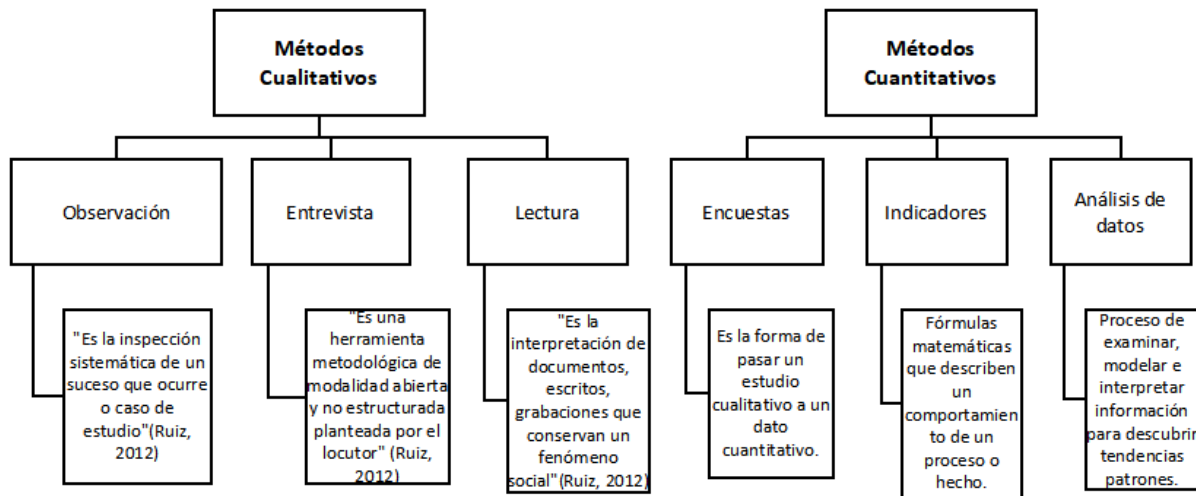 Métodos
Cualitativos
Observación
"Es la inspección
sistemática de un
suceso que ocurre
o caso de
estudio"(Ruiz,
2012)
Entrevista
"Es una
herramienta
metodológica de
modalidad abierta
y no estructurada
planteada por el
locutor" (Ruiz,
2012)
Lectura
"Es la
interpretación de
documentos,
escritos,
grabaciones que
conservan un
fenómeno
social"(Ruiz, 2012)
Métodos
Cuantitativos
Encuestas
Es la forma de
pasar un
estudio
cualitativo a un
dato
cuantitativo.
Indicadores
Fórmulas
matemáticas
que describen
un
comportamien
to de un
proceso o
hecho.
Análisis de
datos
Proceso de
examinar,
modelar e
interpretar
información
para descubrir
tendencias
patrones.